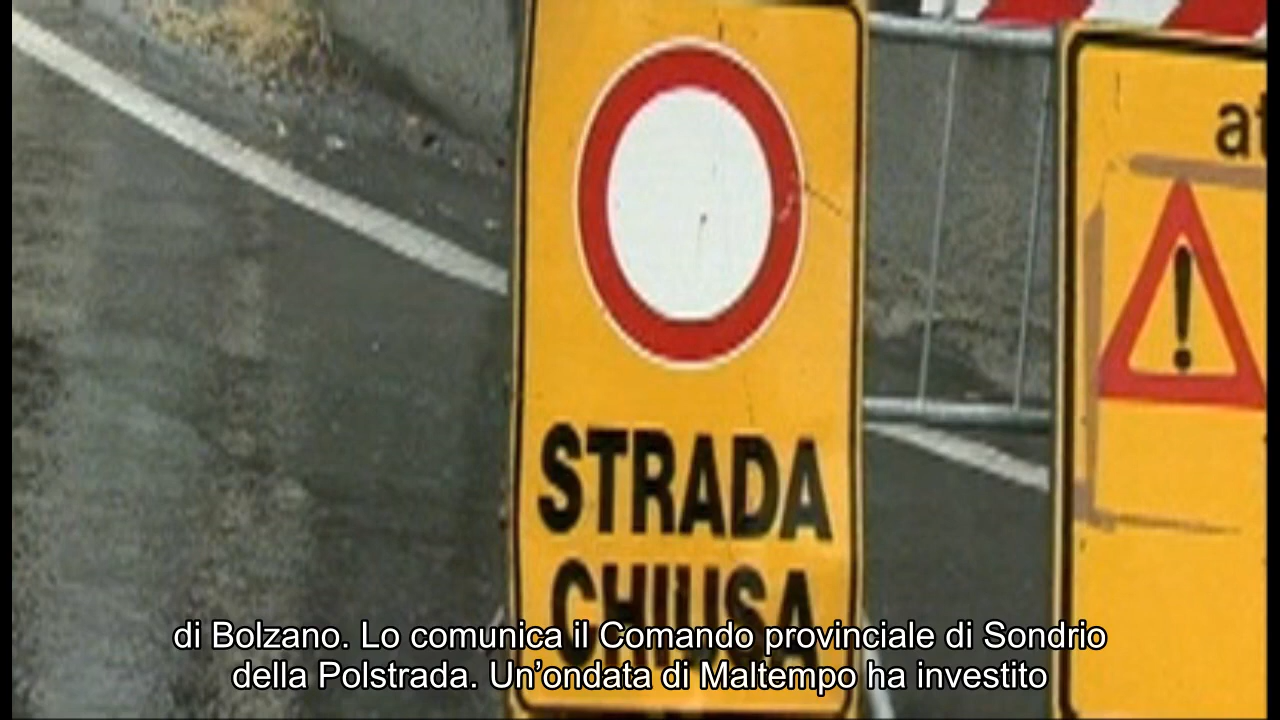 at
STRADA
CHIUSA
di Bolzano. Lo comunica il Comando provinciale di Sondrio
della Polstrada. Un'ondata di Maltempo ha investito